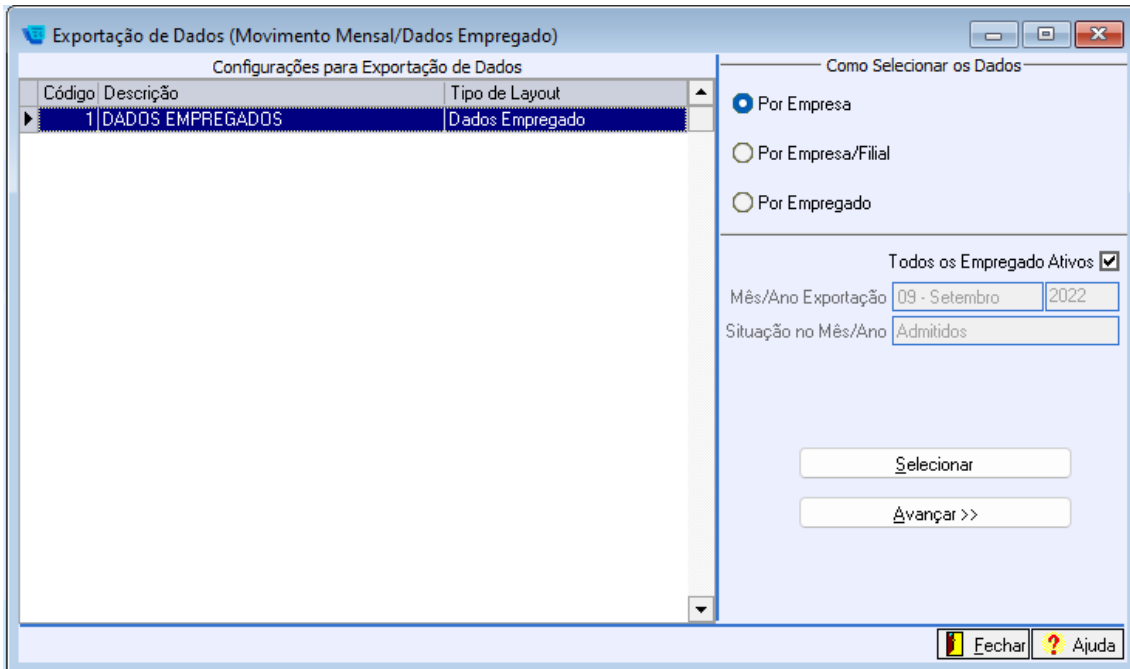 Exportação de Dados (Movimento Mensal/Dados Empregado)
Configurações para Exportação de Dados
Código Descrição Tipo de Layout
1 DADOS EMPREGADOS Dados Empregado
Como Selecionar os Dados
Por Empresa
Por Empresa/Filial
Por Empregado
Todos os Empregado Ativos
Mês/Ano Exportação 09 - Setembro 2022
Situação no Mês/Ano Admitidos
Selecionar
Avançar >>
Fechar ? Ajuda